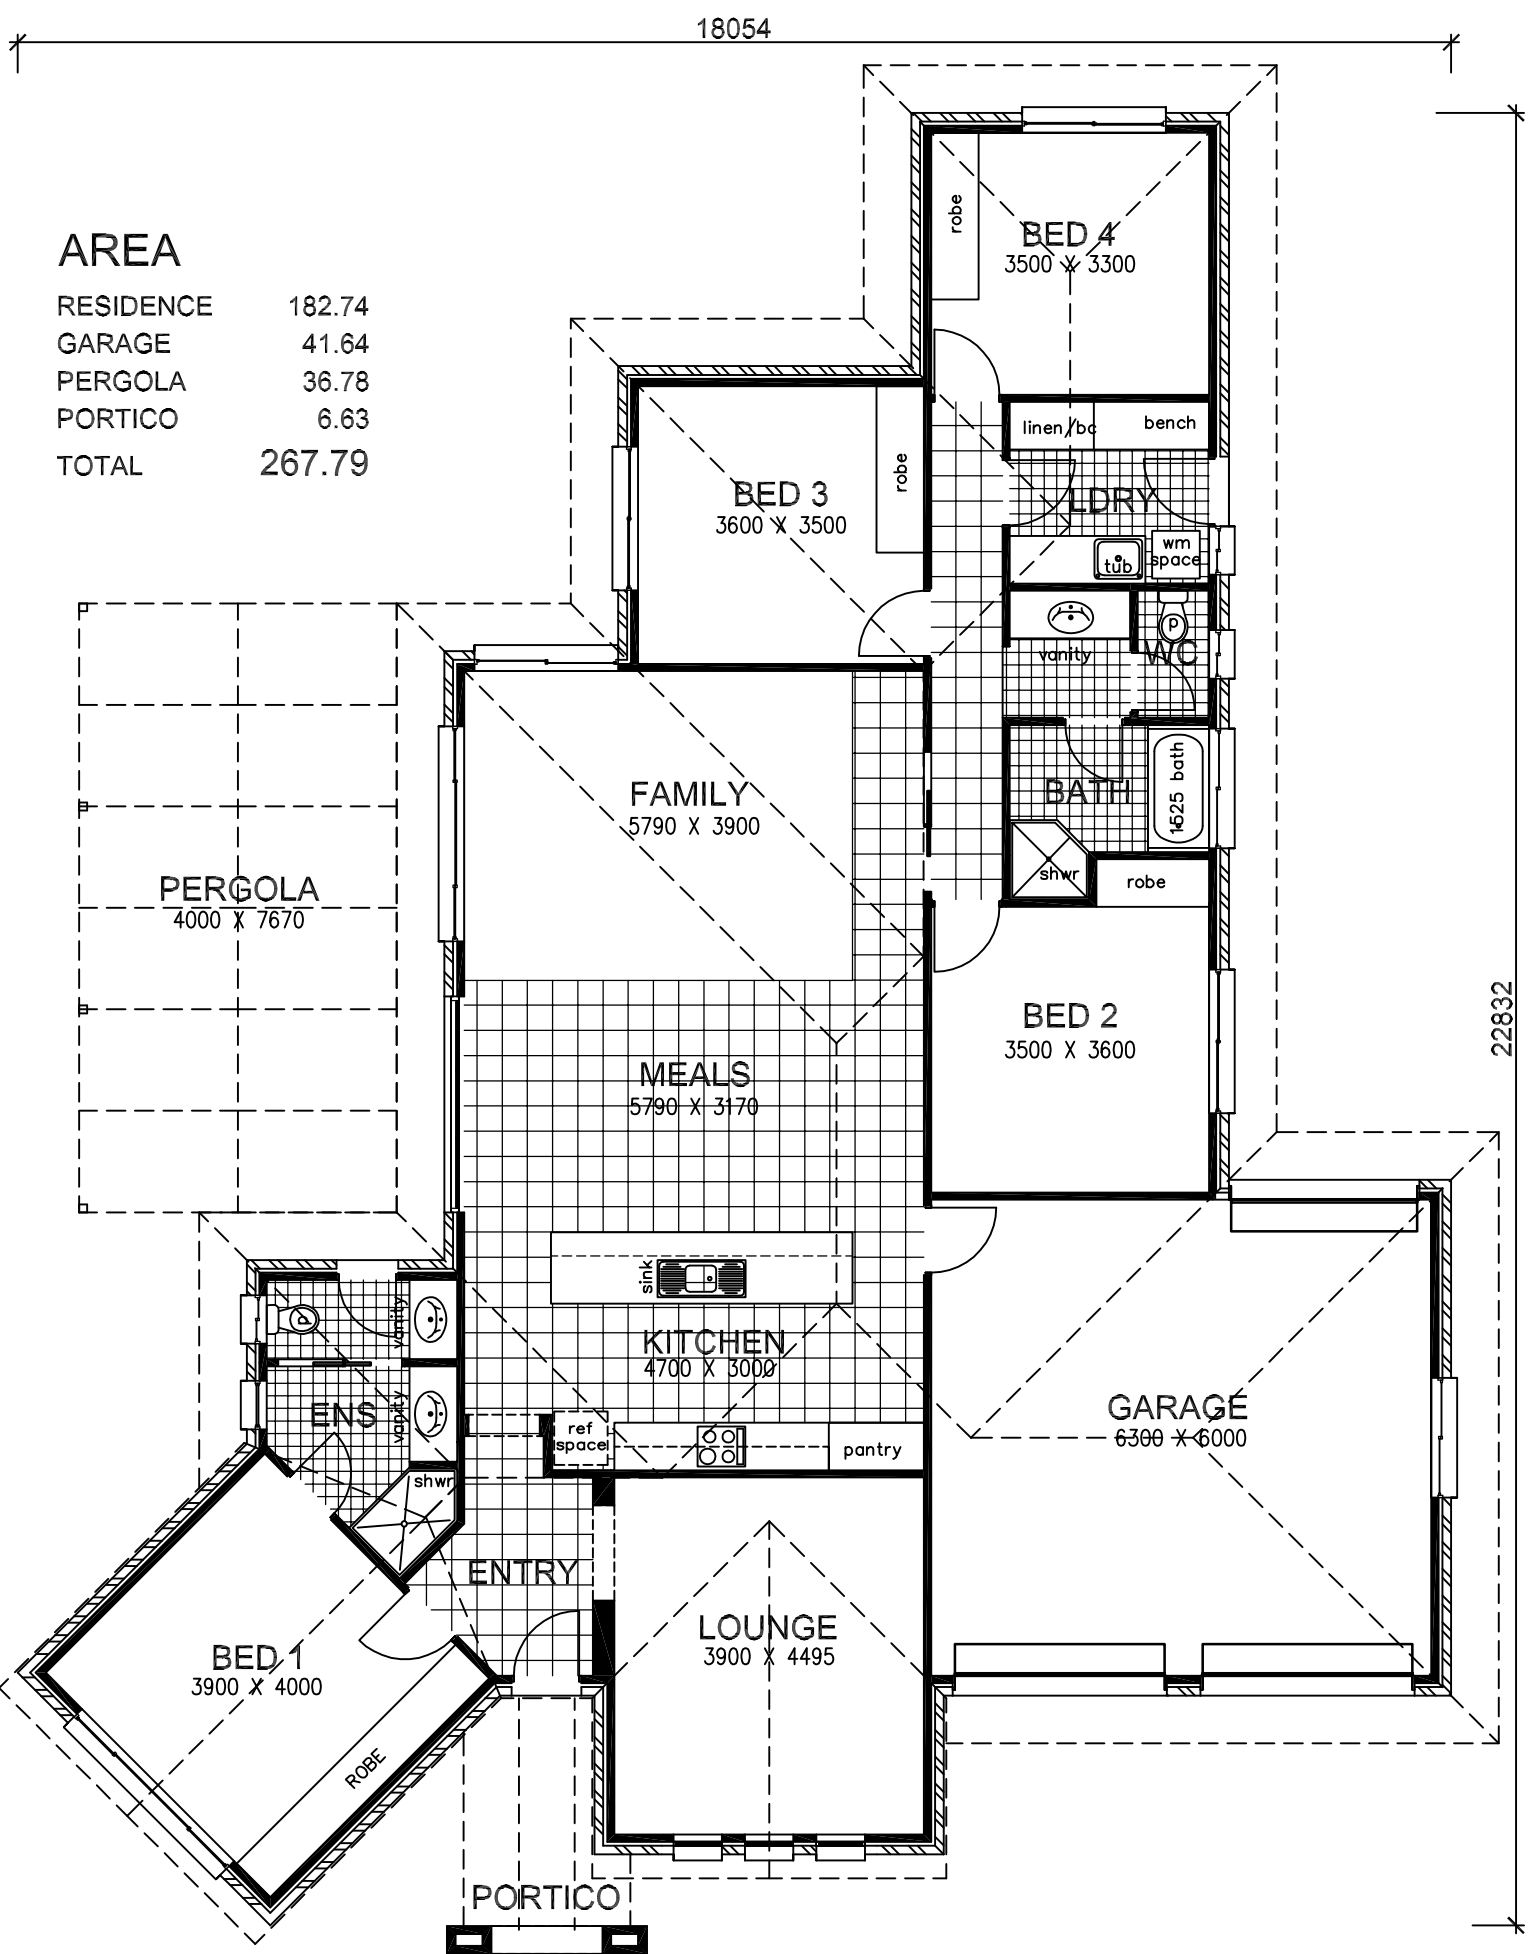 18054
AREA
RESIDENCE 182.74
GARAGE 41.64
PERGOLA 36.78
PORTICO 6.63
TOTAL 267.79
robe
BED 4
3500 X 3300
linen/bc
bench
BED 3
3600 X 3500
robe
LDRY
tub
wm
space
vanity
p
WC
FAMILY
5790 X 3900
BATH
1525 bath
shwr
robe
PERGOLA
4000 X 7670
BED 2
3500 X 3600
22832
MEALS
5790 X 3170
sink
KITCHEN
4700 X 3000
p
vanity
ENS
vanity
ref
space
pantry
GARAGE
6300 X 6000
shwr
ENTRY
LOUNGE
3900 X 4495
BED 1
3900 X 4000
ROBE
PORTICO